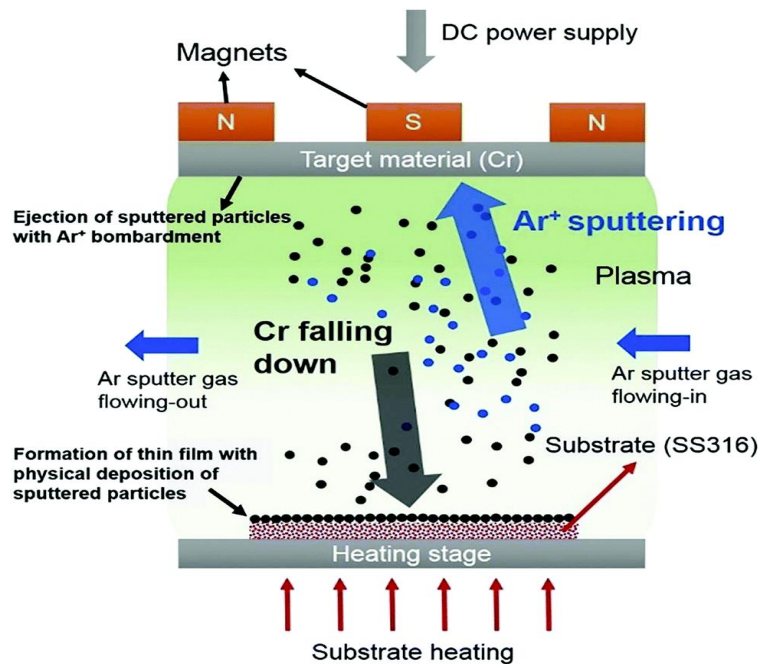 DC power supply
Magnets
N
S
N
Target material (Cr)
Ejection of sputtered particles
with Ar⁺ bombardment
Ar⁺ sputtering
Plasma
Cr falling
down
Ar sputter gas
flowing-out
Ar sputter gas
flowing-in
Formation of thin film with
physical deposition of
sputtered particles
Substrate (SS316)
Heating stage
Substrate heating